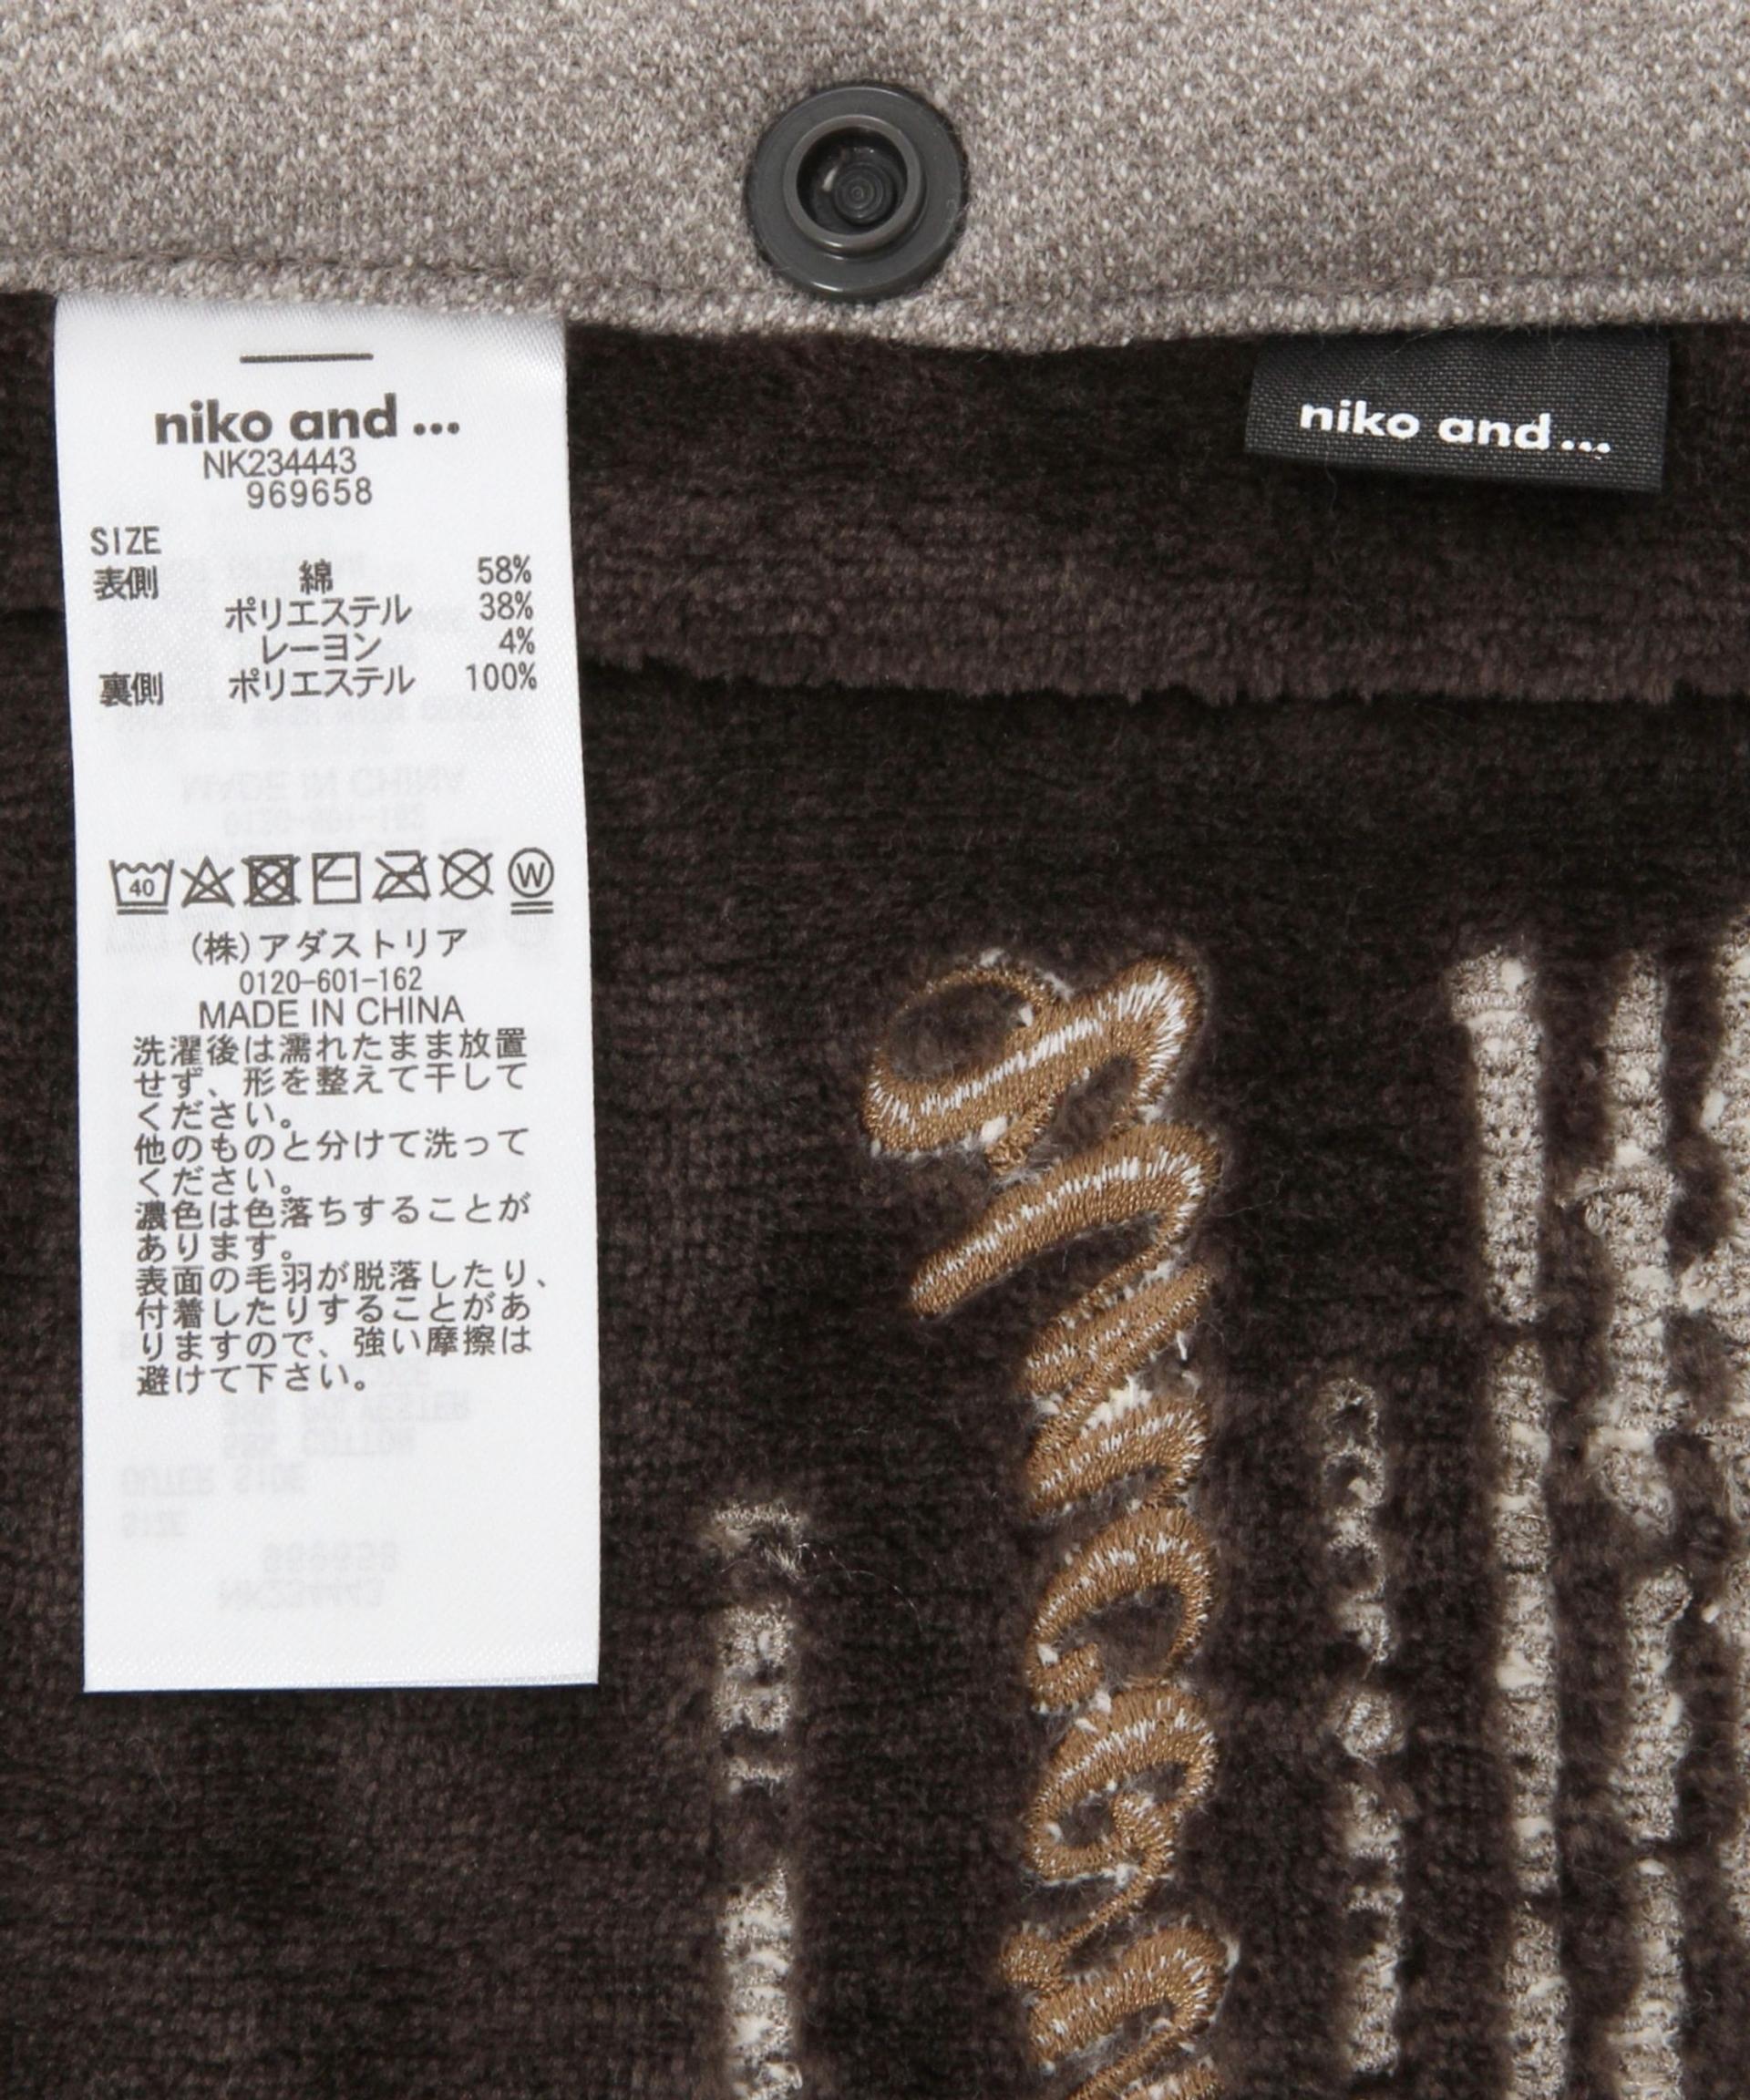 niko and ...
NK234443
969658
SIZE
表側 綿 58%
ポリエステル 38%
レーヨン 4%
裏側 ポリエステル 100%
40
W
(株)アダストリア
0120-601-162
MADE IN CHINA
洗濯後は濡れたまま放置
せず、形を整えて干して
ください。
他のものと分けて洗って
ください。
濃色は色落ちすることが
あります。
表面の毛羽が脱落したり、
付着したりすることがあ
りますので、強い摩擦は
避けて下さい。
niko and ...